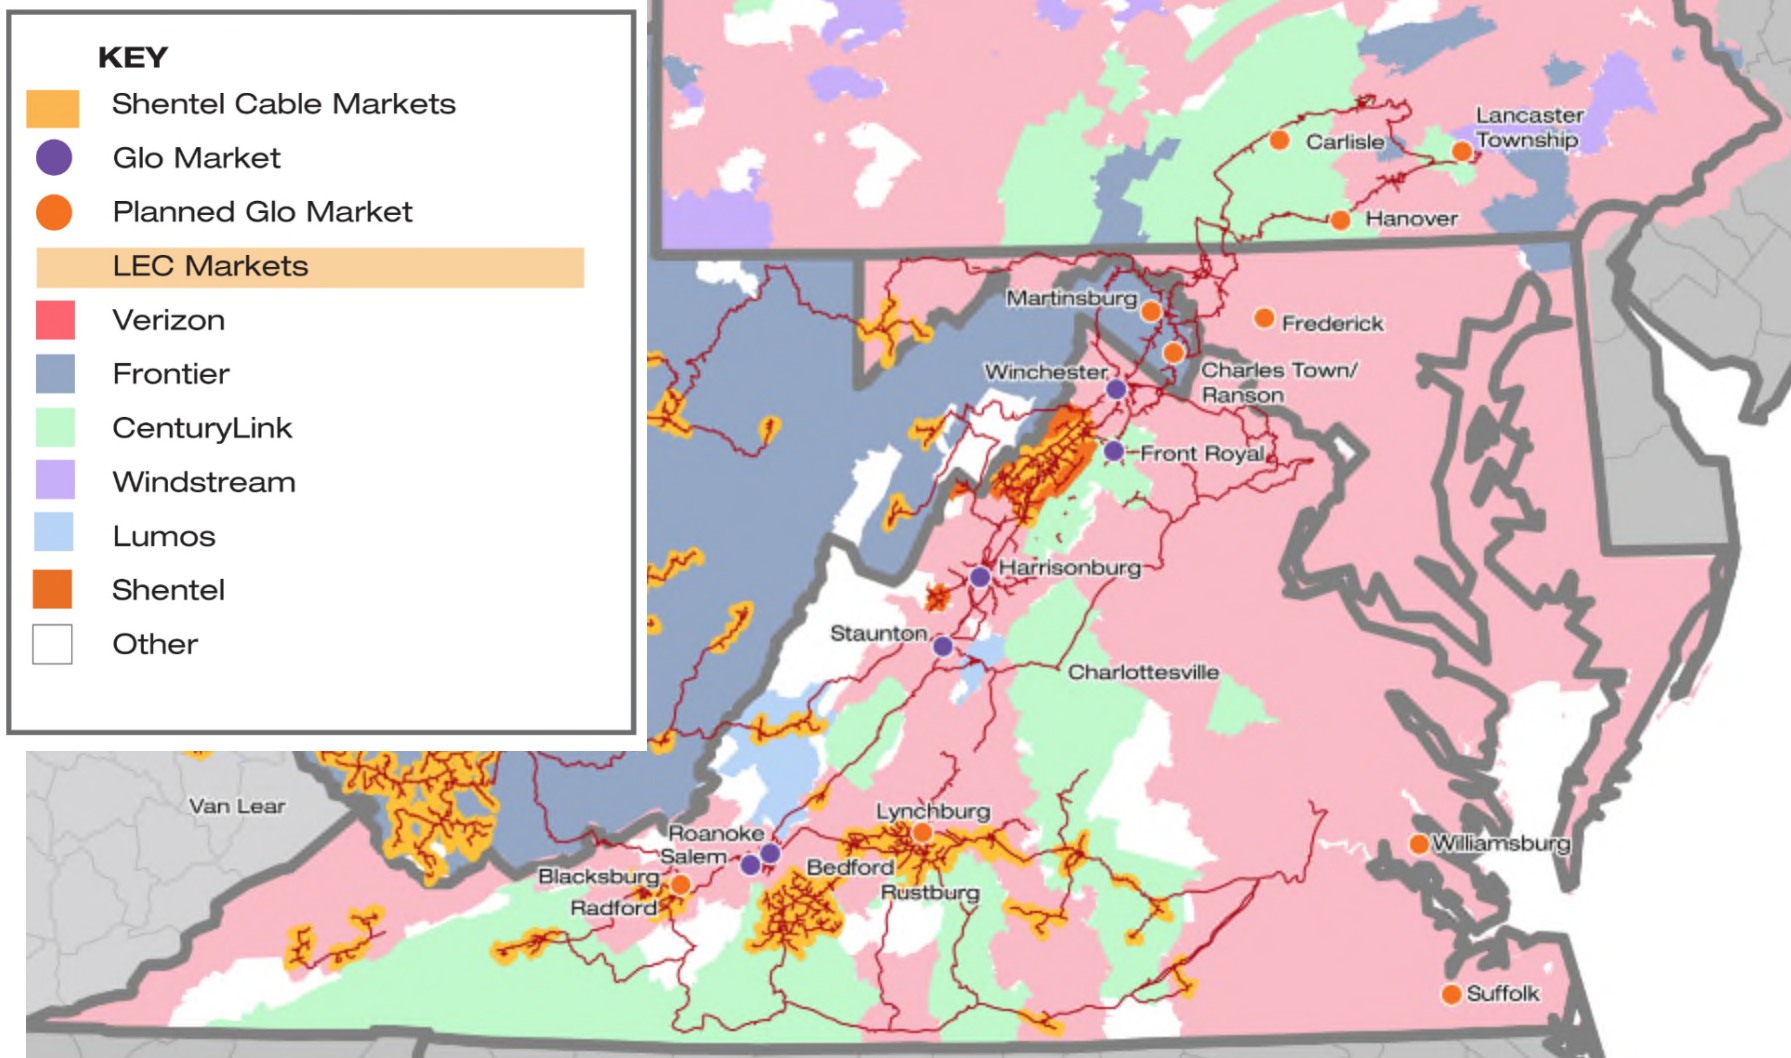 KEY
Shentel Cable Markets
Glo Market
Planned Glo Market
LEC Markets
Verizon
Frontier
CenturyLink
Windstream
Lumos
Shentel
Other
Lancaster
Township
Carlisle
Hanover
Martinsburg
Frederick
Winchester
Charles Town/
Ranson
Front Royal
Harrisonburg
Staunton
Charlottesville
Van Lear
Lynchburg
Roanoke
Salem
Williamsburg
Bedford
Blacksburg
Rustburg
Radford
Suffolk